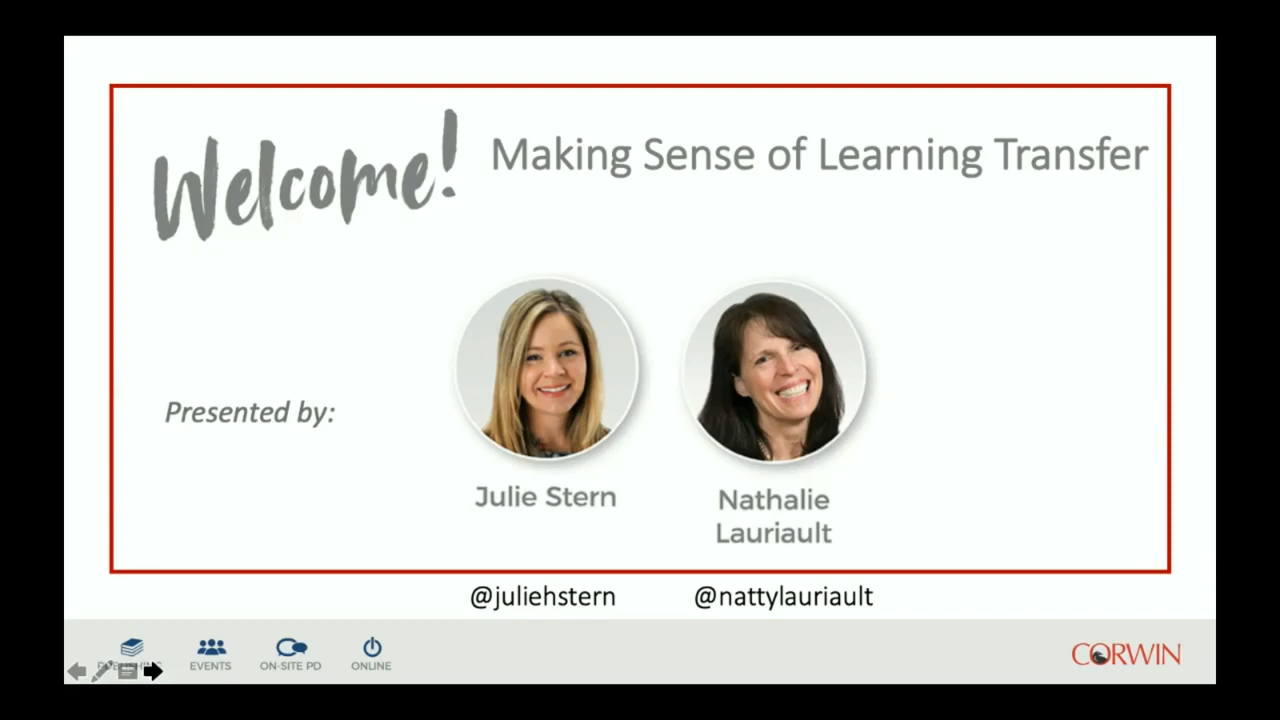 Welcome!
Making Sense of Learning Transfer
Presented by:
Julie Stern
Nathalie
Lauriault
@juliehstern
@nattylauriault
PUBLISHING
EVENTS
ON-SITE PD
ONLINE
CORWIN